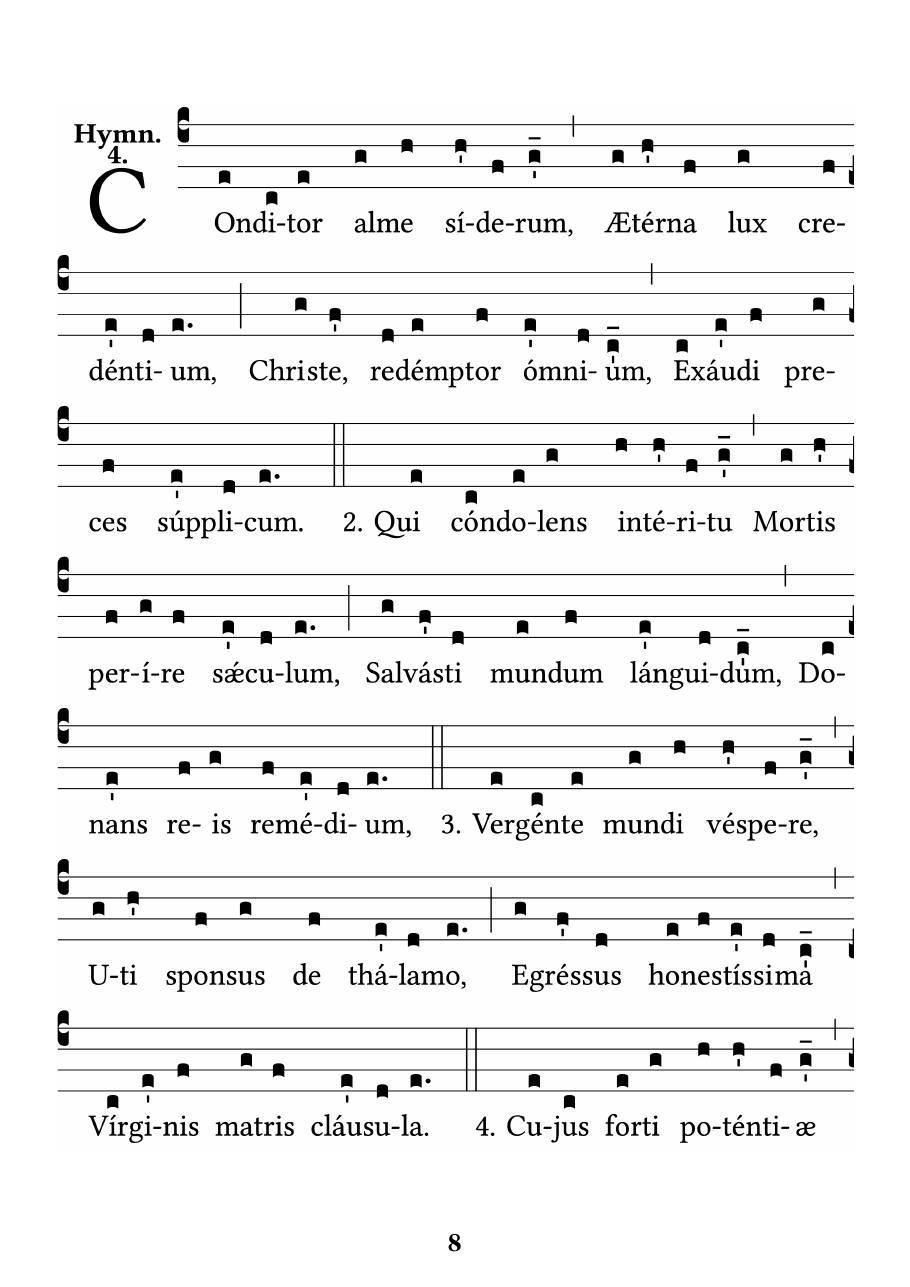 Hymn.
4.
COndi-tor alme sí-de-rum, Ætérna lux cre-
dénti-um, Christe, redémptor ómni-um, Exáudi pre-
ces súppli-cum. 2. Qui cóndo-lens inté-ri-tu Mortis
per-í-re sǽcu-lum, Salvásti mundum lángui-dum, Do-
nans re-is remé-di-um, 3. Vergénte mundi véspe-re,
U-ti sponsus de thá-lamo, Egréssus honestíssima
Vírgi-nis matris cláusu-la. 4. Cu-jus forti po-ténti-æ
8